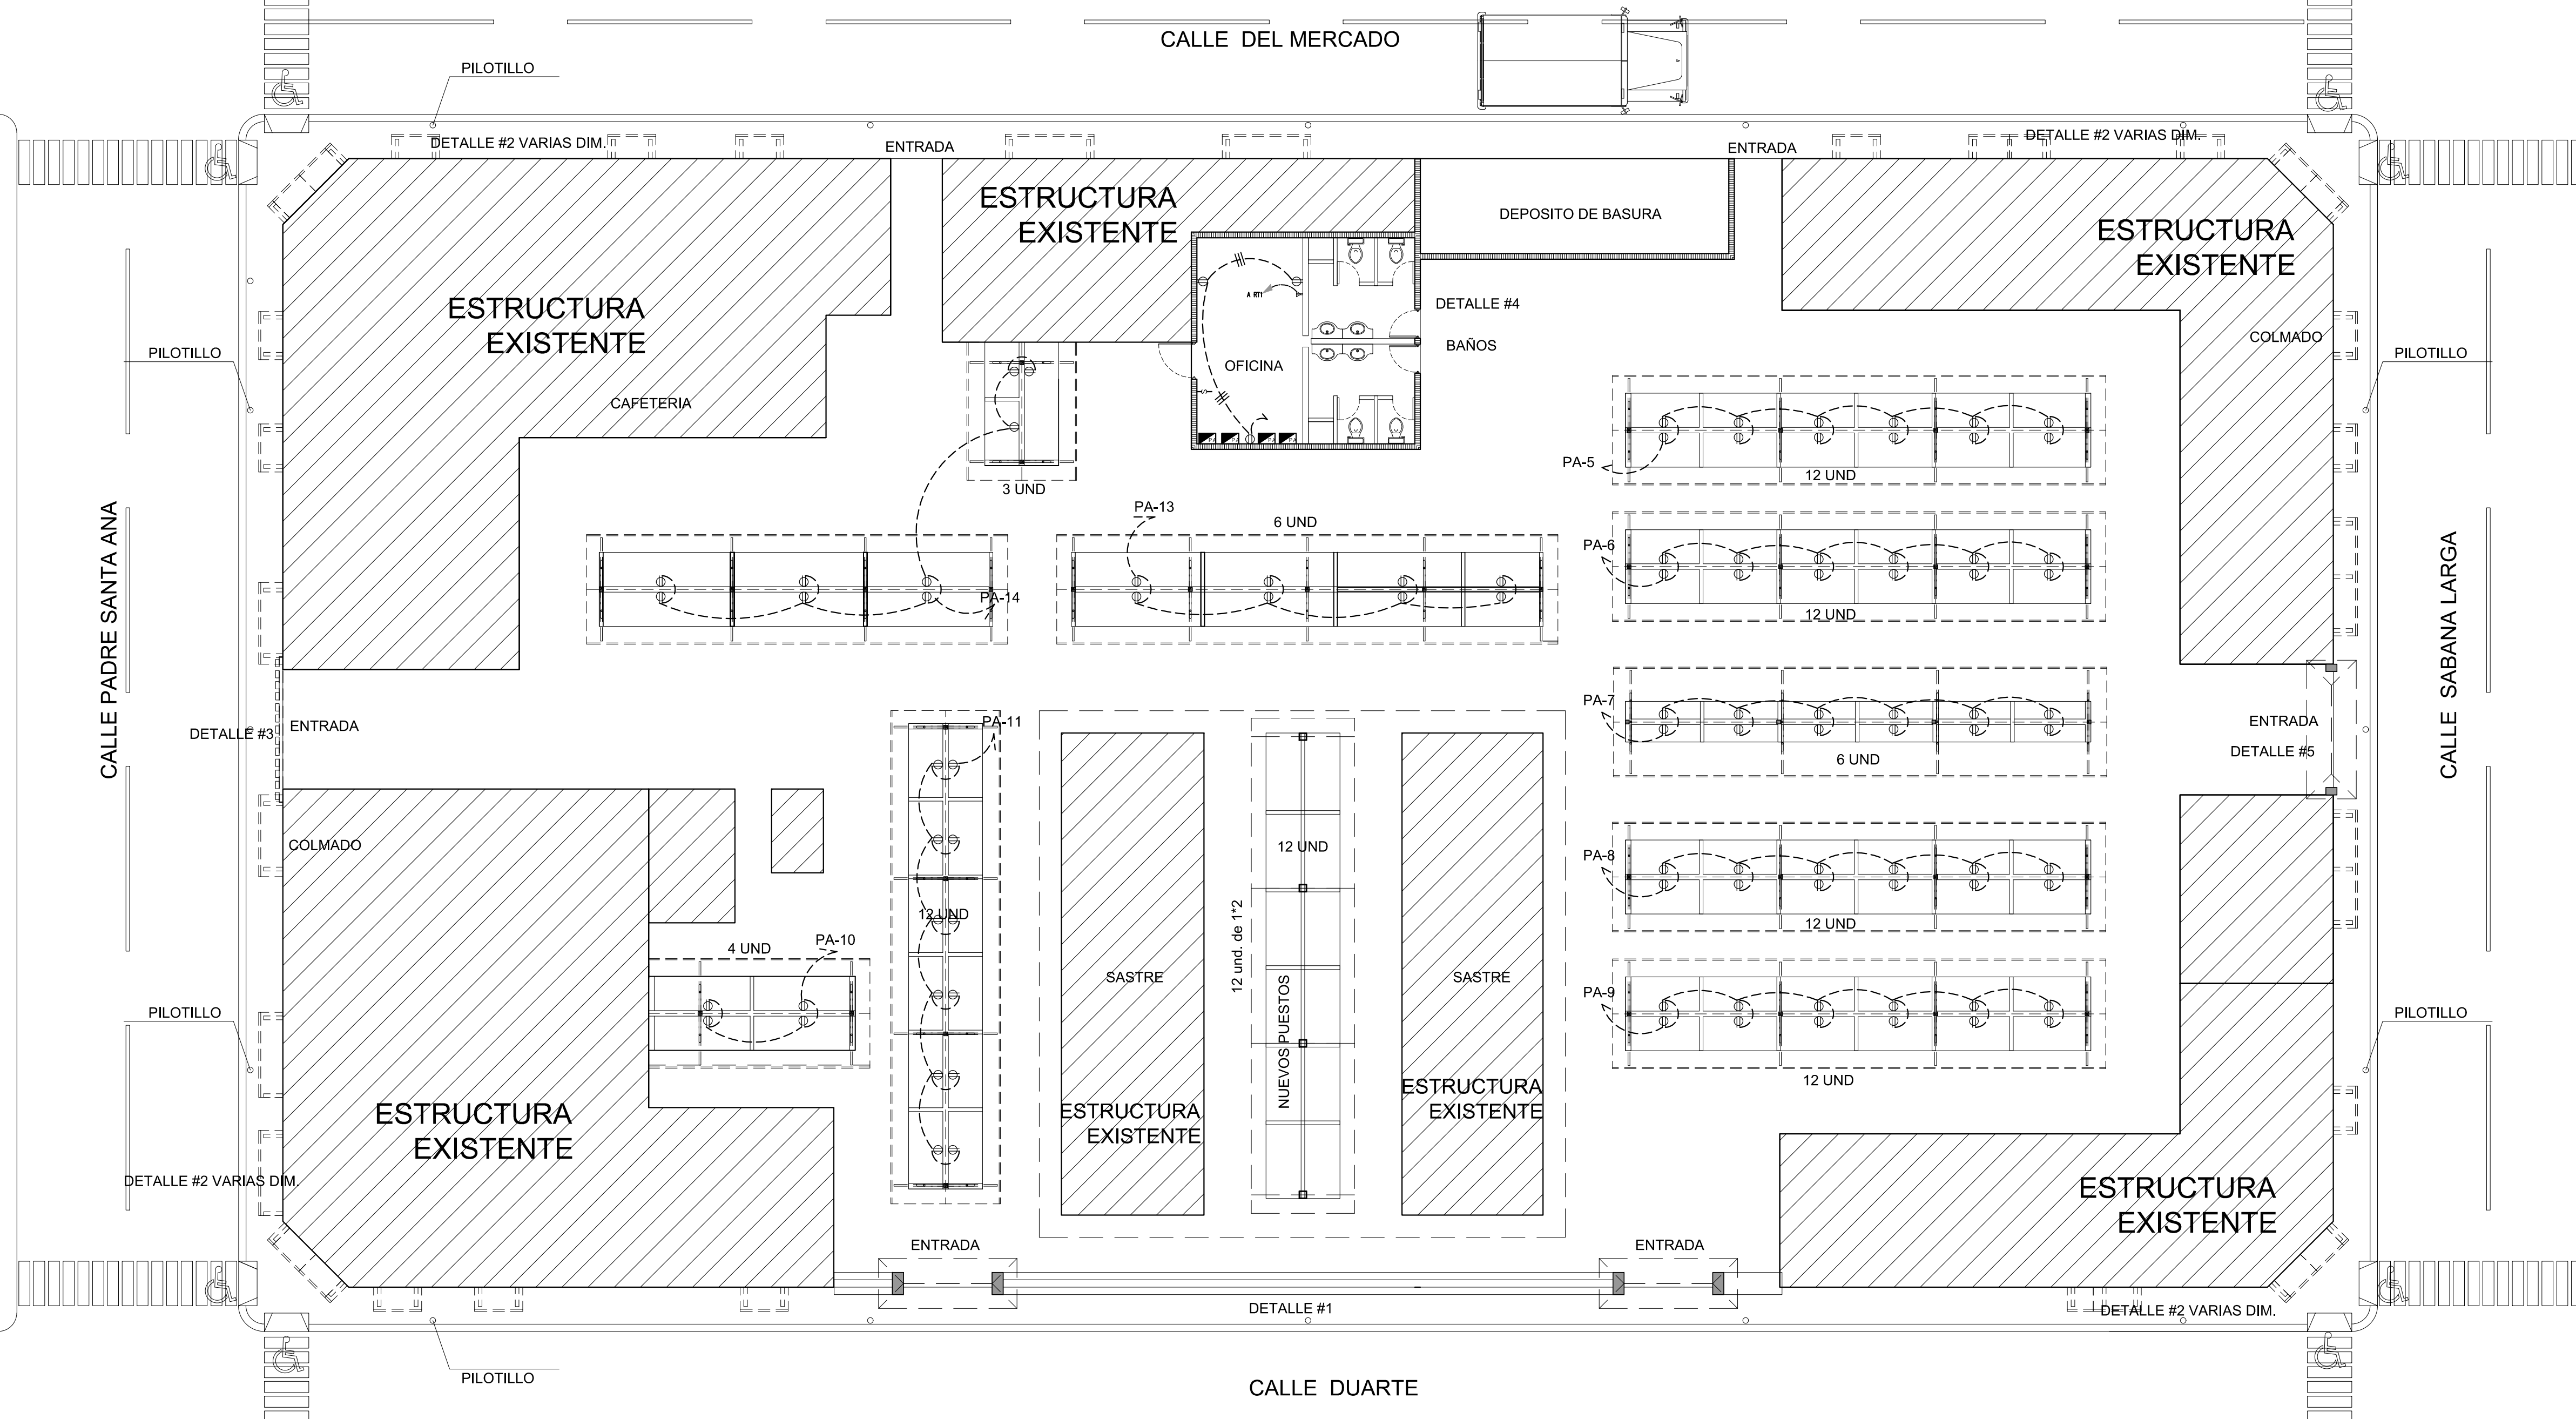 CALLE DEL MERCADO
PILOTILLO
DETALLE #2 VARIAS DIM.
ENTRADA
ENTRADA
DETALLE #2 VARIAS DIM.
ESTRUCTURA
EXISTENTE
DEPOSITO DE BASURA
ESTRUCTURA
EXISTENTE
ESTRUCTURA
EXISTENTE
A RT1
DETALLE #4
BAÑOS
OFICINA
COLMADO
PILOTILLO
PILOTILLO
CAFETERIA
PA-5
12 UND
3 UND
PA-13
6 UND
PA-6
12 UND
PA-14
CALLE PADRE SANTA ANA
CALLE SABANA LARGA
ENTRADA
DETALLE #3
PA-11
PA-7
6 UND
ENTRADA
DETALLE #5
COLMADO
12 UND
PA-8
12 UND
12 UND
12 und. de 1*2
NUEVOS PUESTOS
4 UND
PA-10
SASTRE
SASTRE
PA-9
12 UND
PILOTILLO
PILOTILLO
ESTRUCTURA
EXISTENTE
ESTRUCTURA
EXISTENTE
ESTRUCTURA
EXISTENTE
DETALLE #2 VARIAS DIM.
ESTRUCTURA
EXISTENTE
ENTRADA
ENTRADA
DETALLE #1
DETALLE #2 VARIAS DIM.
PILOTILLO
CALLE DUARTE